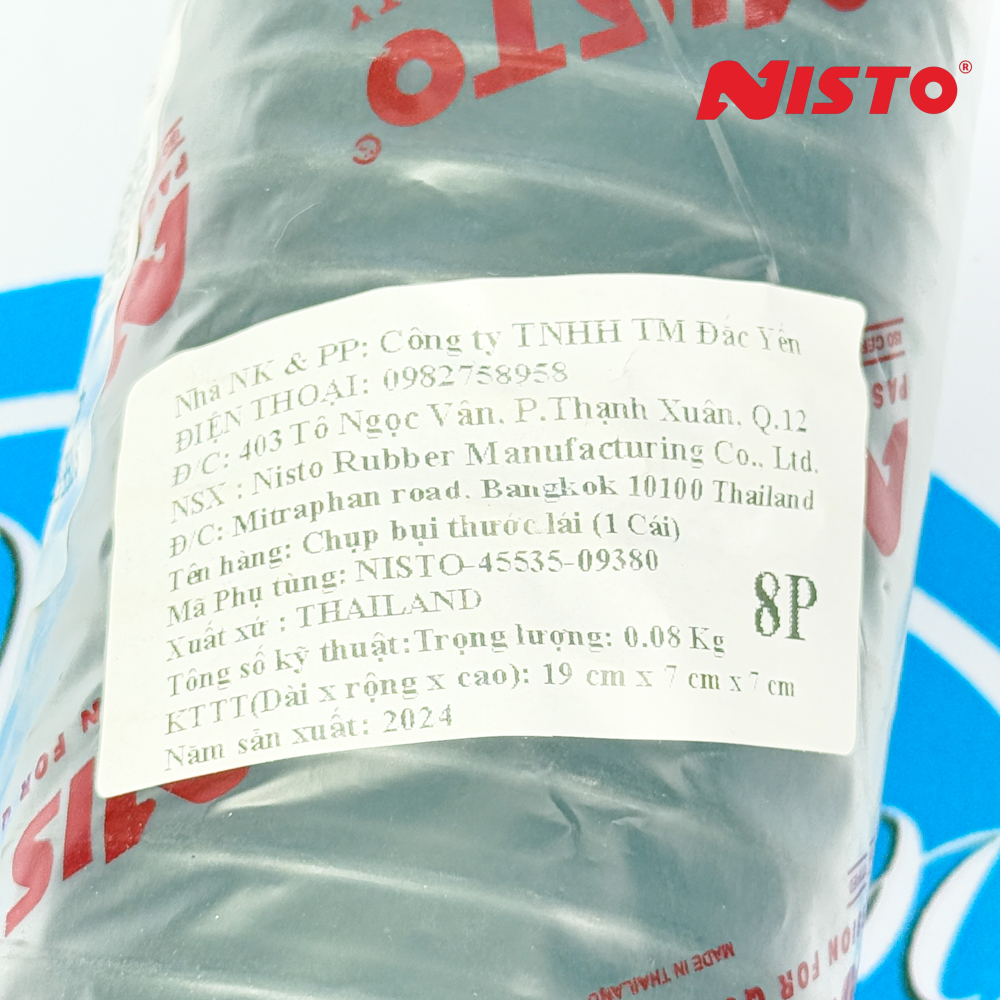 NISTO
®
NISTO
Nhà NK & PP: Công ty TNHH TM Đắc Yến
ĐIỆN THOẠI: 0982758958
Đ/C: 403 Tô Ngọc Vân. P.Thạnh Xuân. Q.12
NSX : Nisto Rubber Manufacturing Co., Ltd.
Đ/C: Mitraphan road. Bangkok 10100 Thailand
Tên hàng: Chụp bụi thước lái (1 Cái)
Mã Phụ tùng: NISTO-45535-09380
Xuất xứ : THAILAND
8P
Tông số kỹ thuật:Trọng lượng: 0.08 Kg
KTTT(Dài x rộng x cao): 19 cm x 7 cm x 7 cm
Năm sản xuất: 2024
MADE IN THAILAND